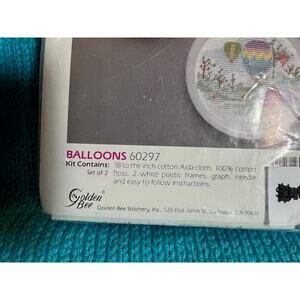 BALLOONS 60297
Kit Contains: 18 to the inch cotton Aida cloth, 100% cotton
Set of 2 floss, 2 white plastic frames, graph, needle
and easy-to-follow instructions.
Golden
Bee
Golden Bee Stitchery, Inc., 520 East Jamie St., La Habra, CA 90631